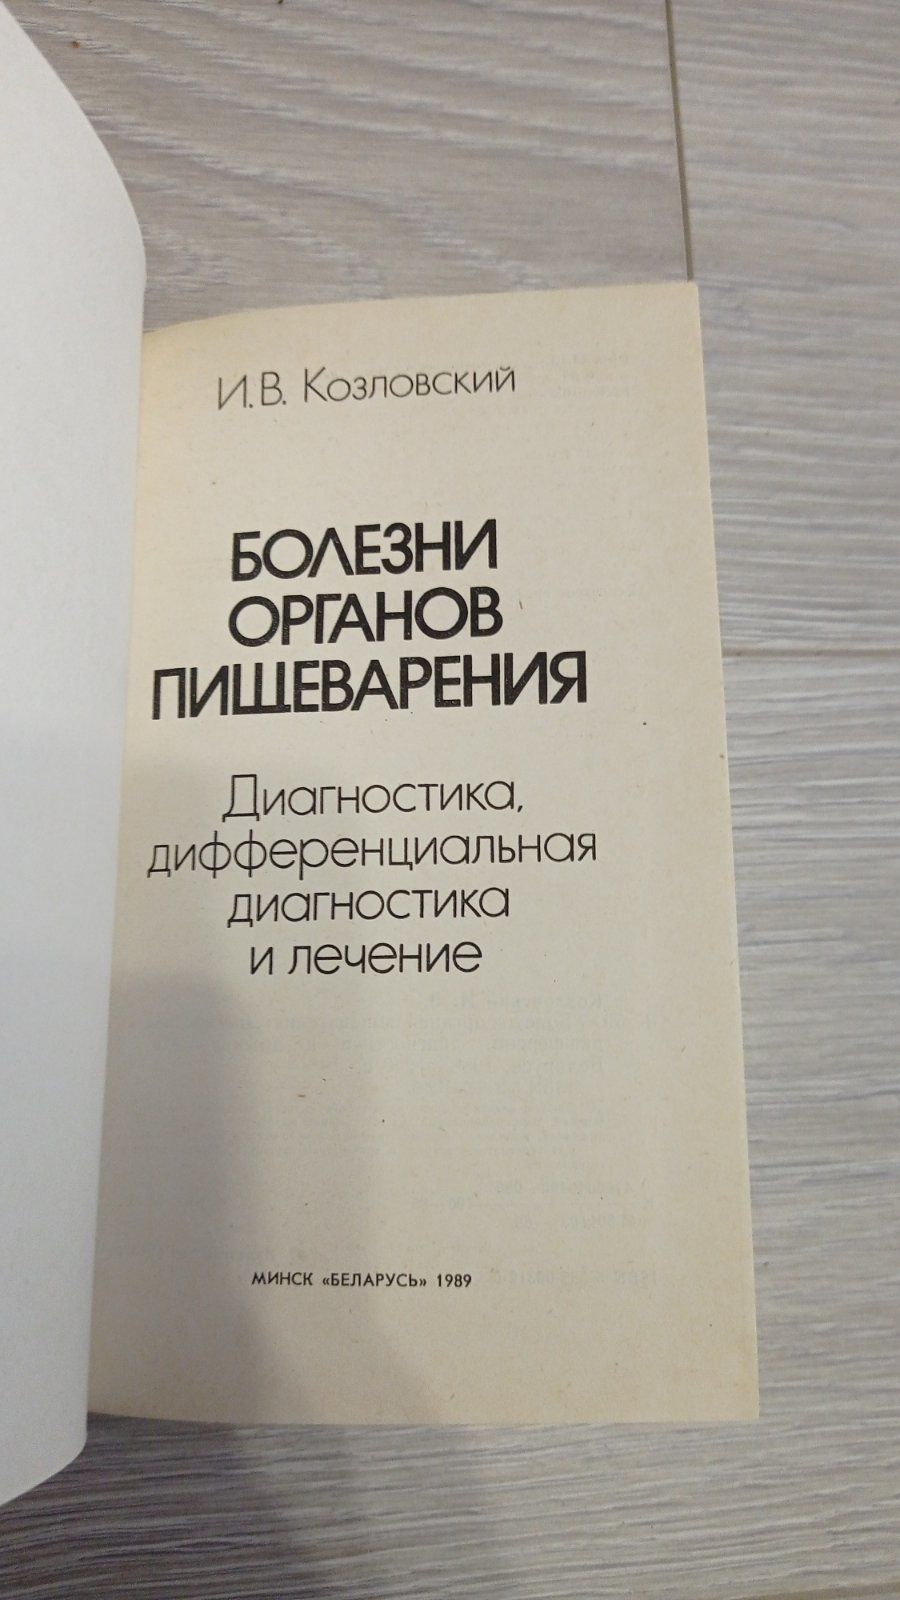 И.В. Козловский
БОЛЕЗНИ
ОРГАНОВ
ПИЩЕВАРЕНИЯ
Диагностика,
дифференциальная
диагностика
и лечение
МИНСК «БЕЛАРУСЬ» 1989